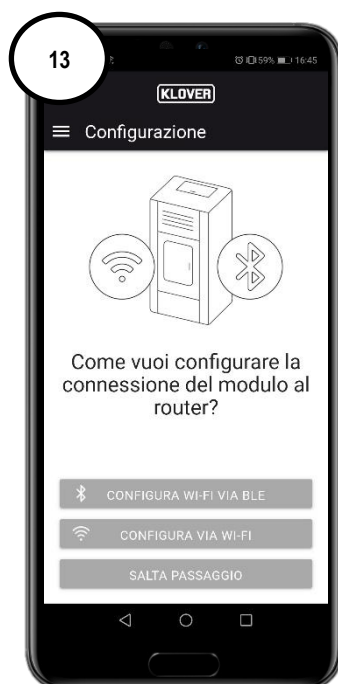 13
59% 16:45
KLOVER
Configurazione
Come vuoi configurare la
connessione del modulo al
router?
CONFIGURA WI-FI VIA BLE
CONFIGURA VIA WI-FI
SALTA PASSAGGIO